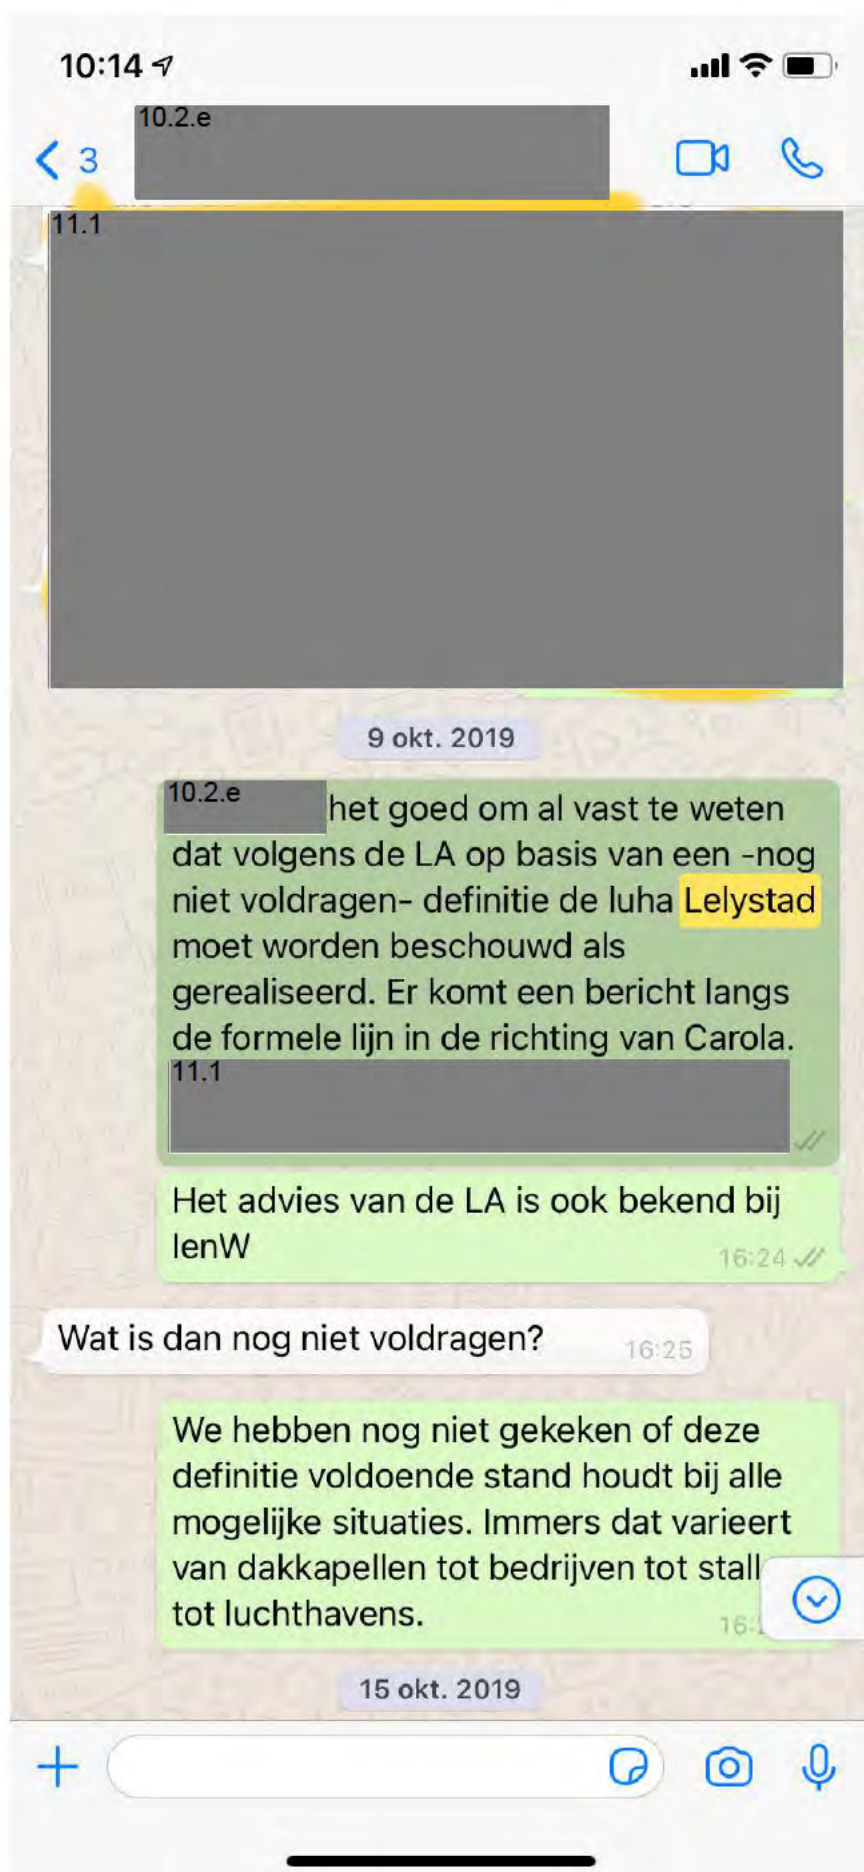 10:14
10.2.e
3
11.1
9 okt. 2019
10.2.e
het goed om al vast te weten
dat volgens de LA op basis van een -nog
niet voldragen- definitie de luha Lelystad
moet worden beschouwd als
gerealiseerd. Er komt een bericht langs
de formele lijn in de richting van Carola.
11.1
Het advies van de LA is ook bekend bij
IenW
16:24
Wat is dan nog niet voldragen?
16:25
We hebben nog niet gekeken of deze
definitie voldoende stand houdt bij alle
mogelijke situaties. Immers dat varieert
van dakkapellen tot bedrijven tot stall
tot luchthavens.
15 okt. 2019